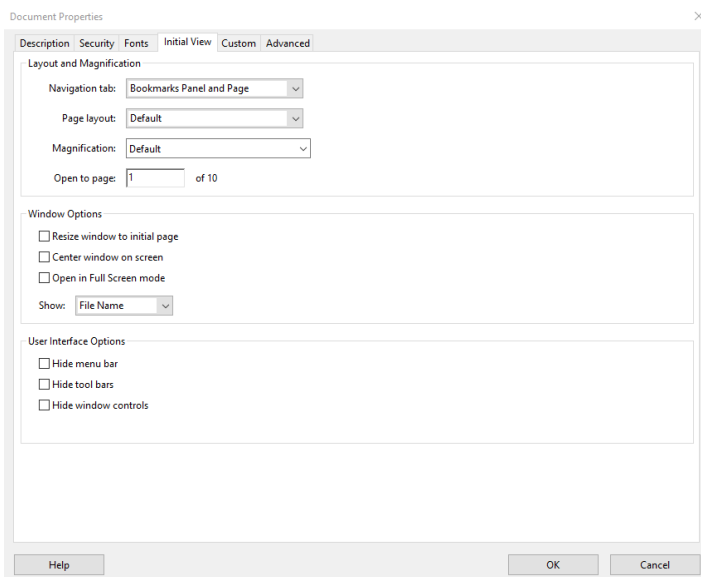 Document Properties
Description Security Fonts Initial View Custom Advanced
Layout and Magnification
Navigation tab: Bookmarks Panel and Page
Page layout: Default
Magnification: Default
Open to page: 1 of 10
Window Options
Resize window to initial page
Center window on screen
Open in Full Screen mode
Show: File Name
User Interface Options
Hide menu bar
Hide tool bars
Hide window controls
Help OK Cancel